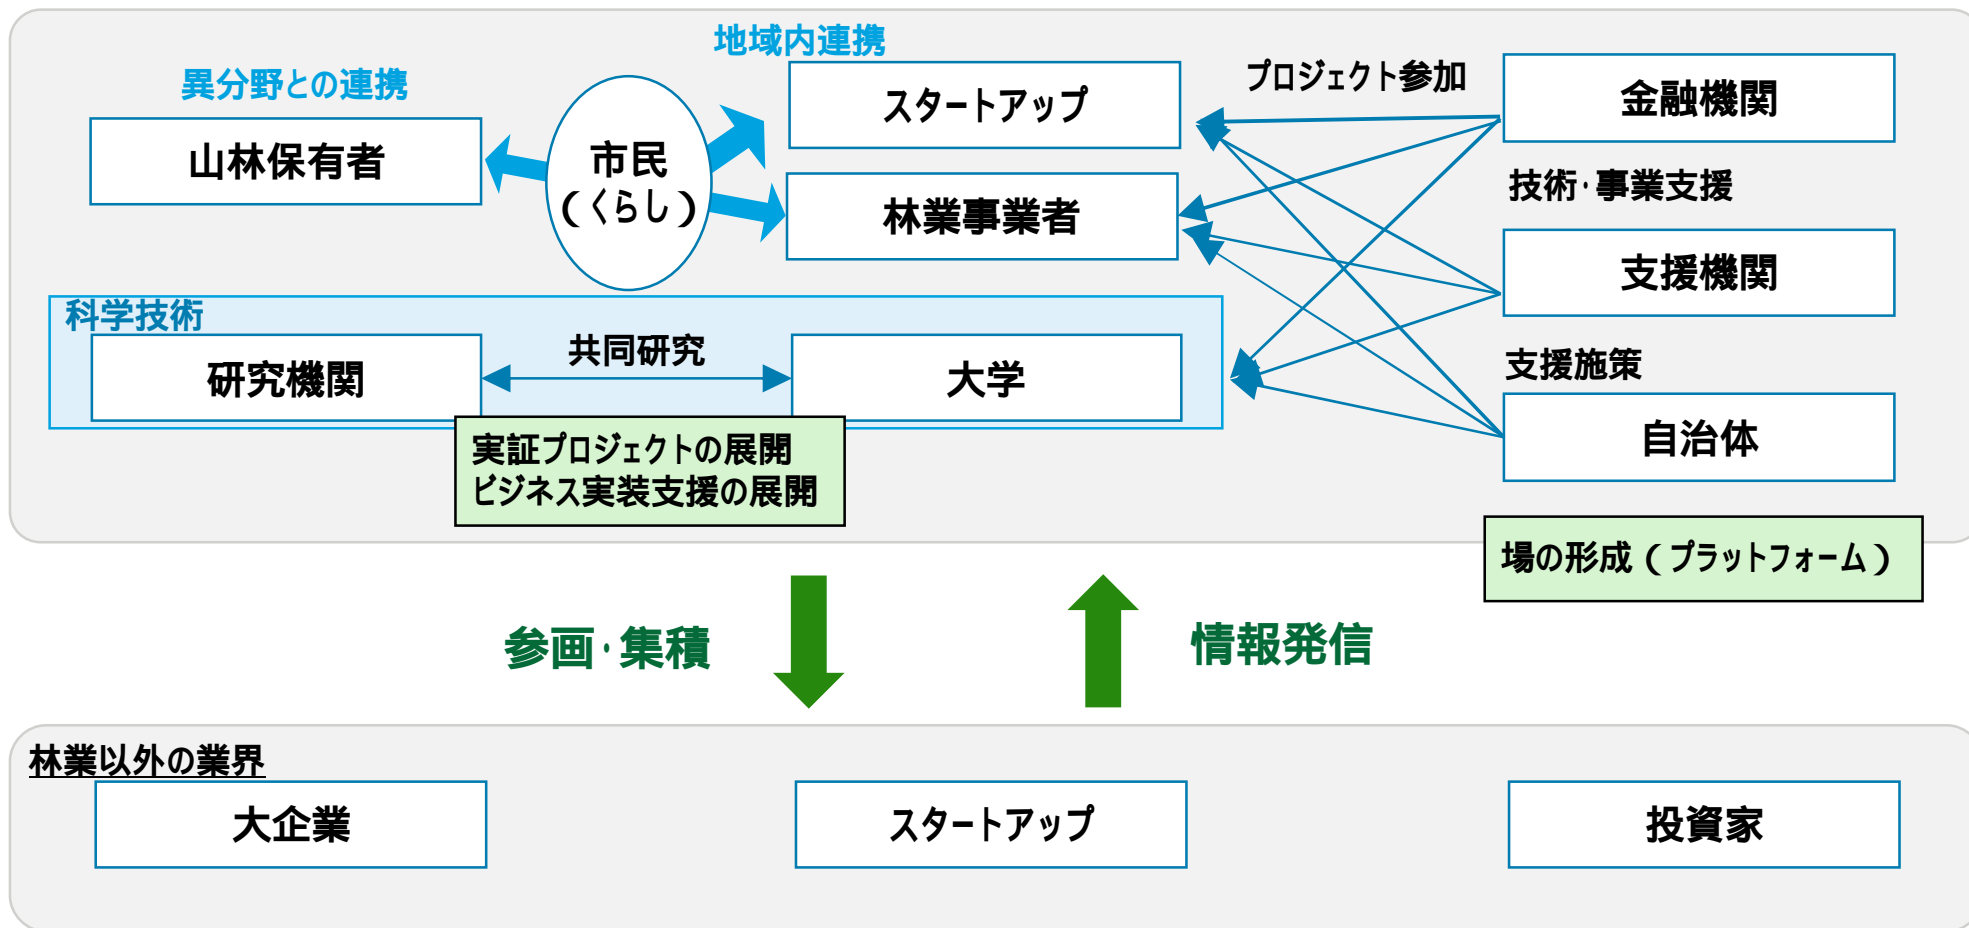 地域内連携
異分野との連携
山林保有者
市民
（くらし）
スタートアップ
林業事業者
プロジェクト参加
金融機関
技術・事業支援
支援機関
支援施策
自治体
科学技術
研究機関
共同研究
大学
実証プロジェクトの展開
ビジネス実装支援の展開
場の形成（プラットフォーム）
参画・集積
情報発信
林業以外の業界
大企業
スタートアップ
投資家